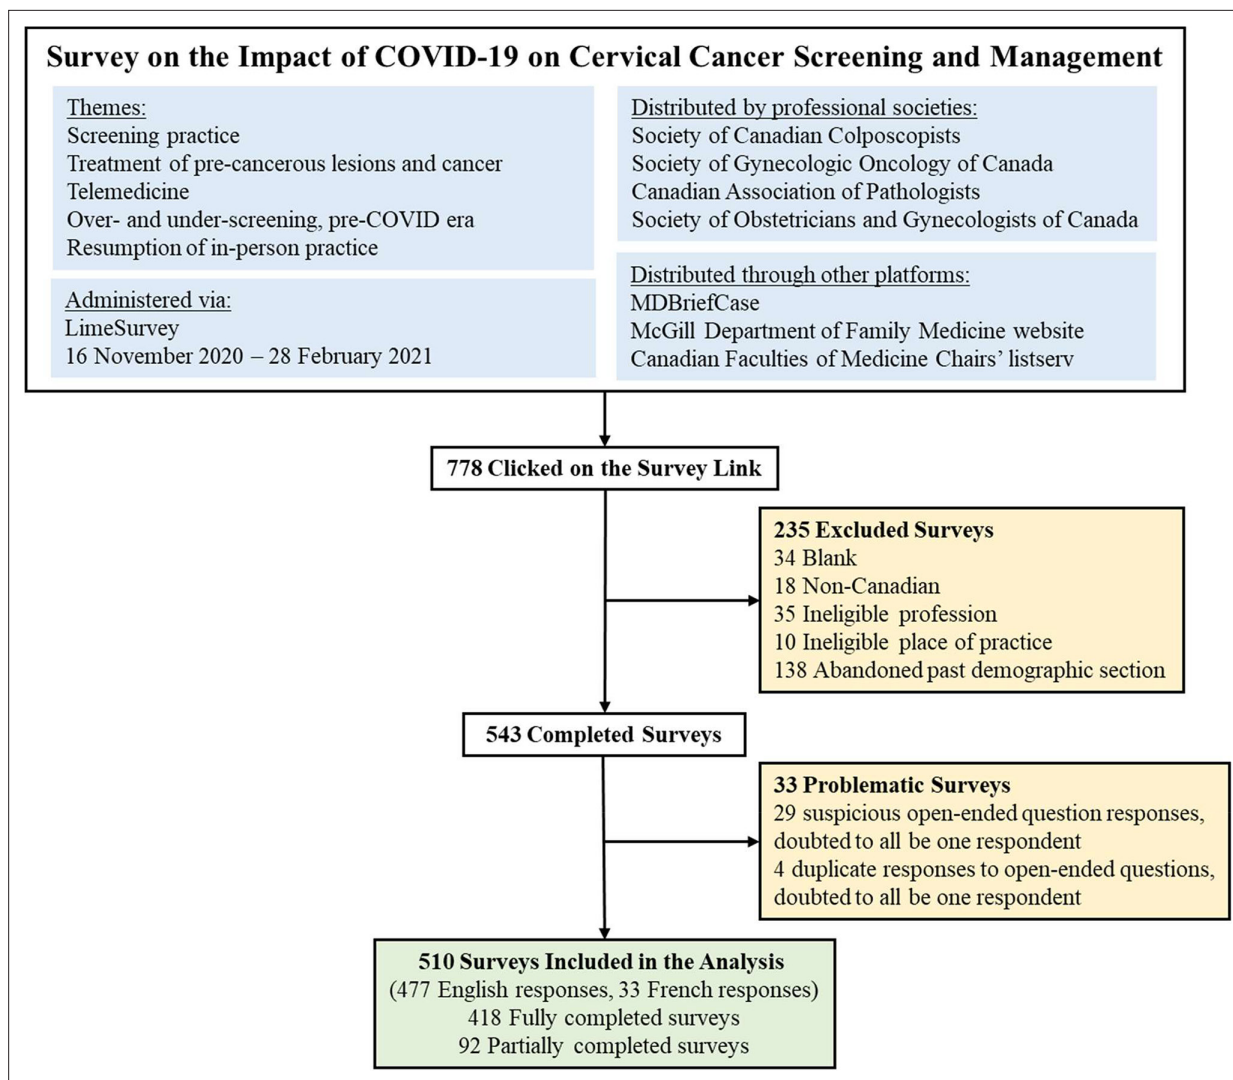 Survey on the Impact of COVID-19 on Cervical Cancer Screening and Management
Themes:
Screening practice
Treatment of pre-cancerous lesions and cancer
Telemedicine
Over- and under-screening, pre-COVID era
Resumption of in-person practice
Administered via:
LimeSurvey
16 November 2020 – 28 February 2021
Distributed by professional societies:
Society of Canadian Colposcopists
Society of Gynecologic Oncology of Canada
Canadian Association of Pathologists
Society of Obstetricians and Gynecologists of Canada
Distributed through other platforms:
MDBriefCase
McGill Department of Family Medicine website
Canadian Faculties of Medicine Chairs’ listserv
778 Clicked on the Survey Link
235 Excluded Surveys
34 Blank
18 Non-Canadian
35 Ineligible profession
10 Ineligible place of practice
138 Abandoned past demographic section
543 Completed Surveys
33 Problematic Surveys
29 suspicious open-ended question responses,
doubted to all be one respondent
4 duplicate responses to open-ended questions,
doubted to all be one respondent
510 Surveys Included in the Analysis
(477 English responses, 33 French responses)
418 Fully completed surveys
92 Partially completed surveys